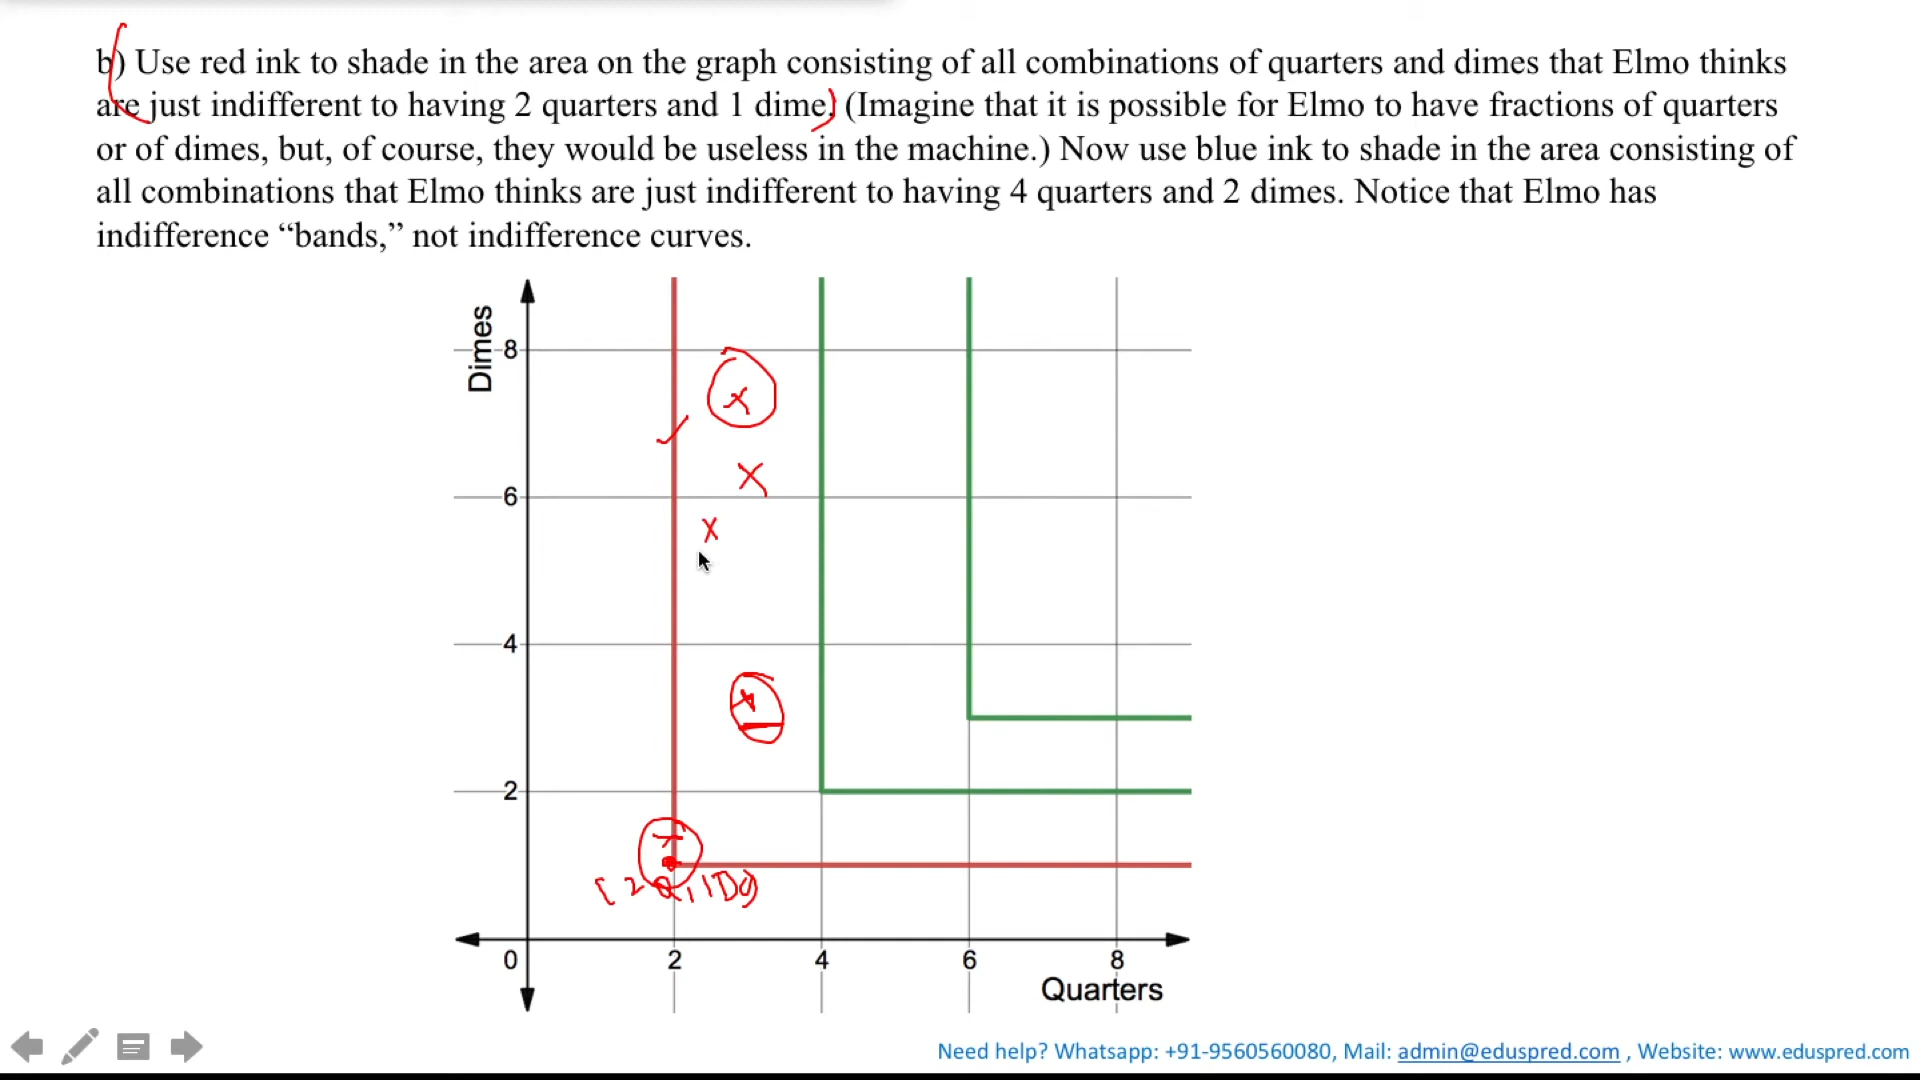 b) Use red ink to shade in the area on the graph consisting of all combinations of quarters and dimes that Elmo thinks
are just indifferent to having 2 quarters and 1 dime. (Imagine that it is possible for Elmo to have fractions of quarters
or of dimes, but, of course, they would be useless in the machine.) Now use blue ink to shade in the area consisting of
all combinations that Elmo thinks are just indifferent to having 4 quarters and 2 dimes. Notice that Elmo has
indifference “bands,” not indifference curves.
Dimes
8
x
x
6
x
4
x
2
2Q, 1D
0
2
4
6
8
Quarters
Need help? Whatsapp: +91-9560560080, Mail: admin@eduspred.com , Website: www.eduspred.com